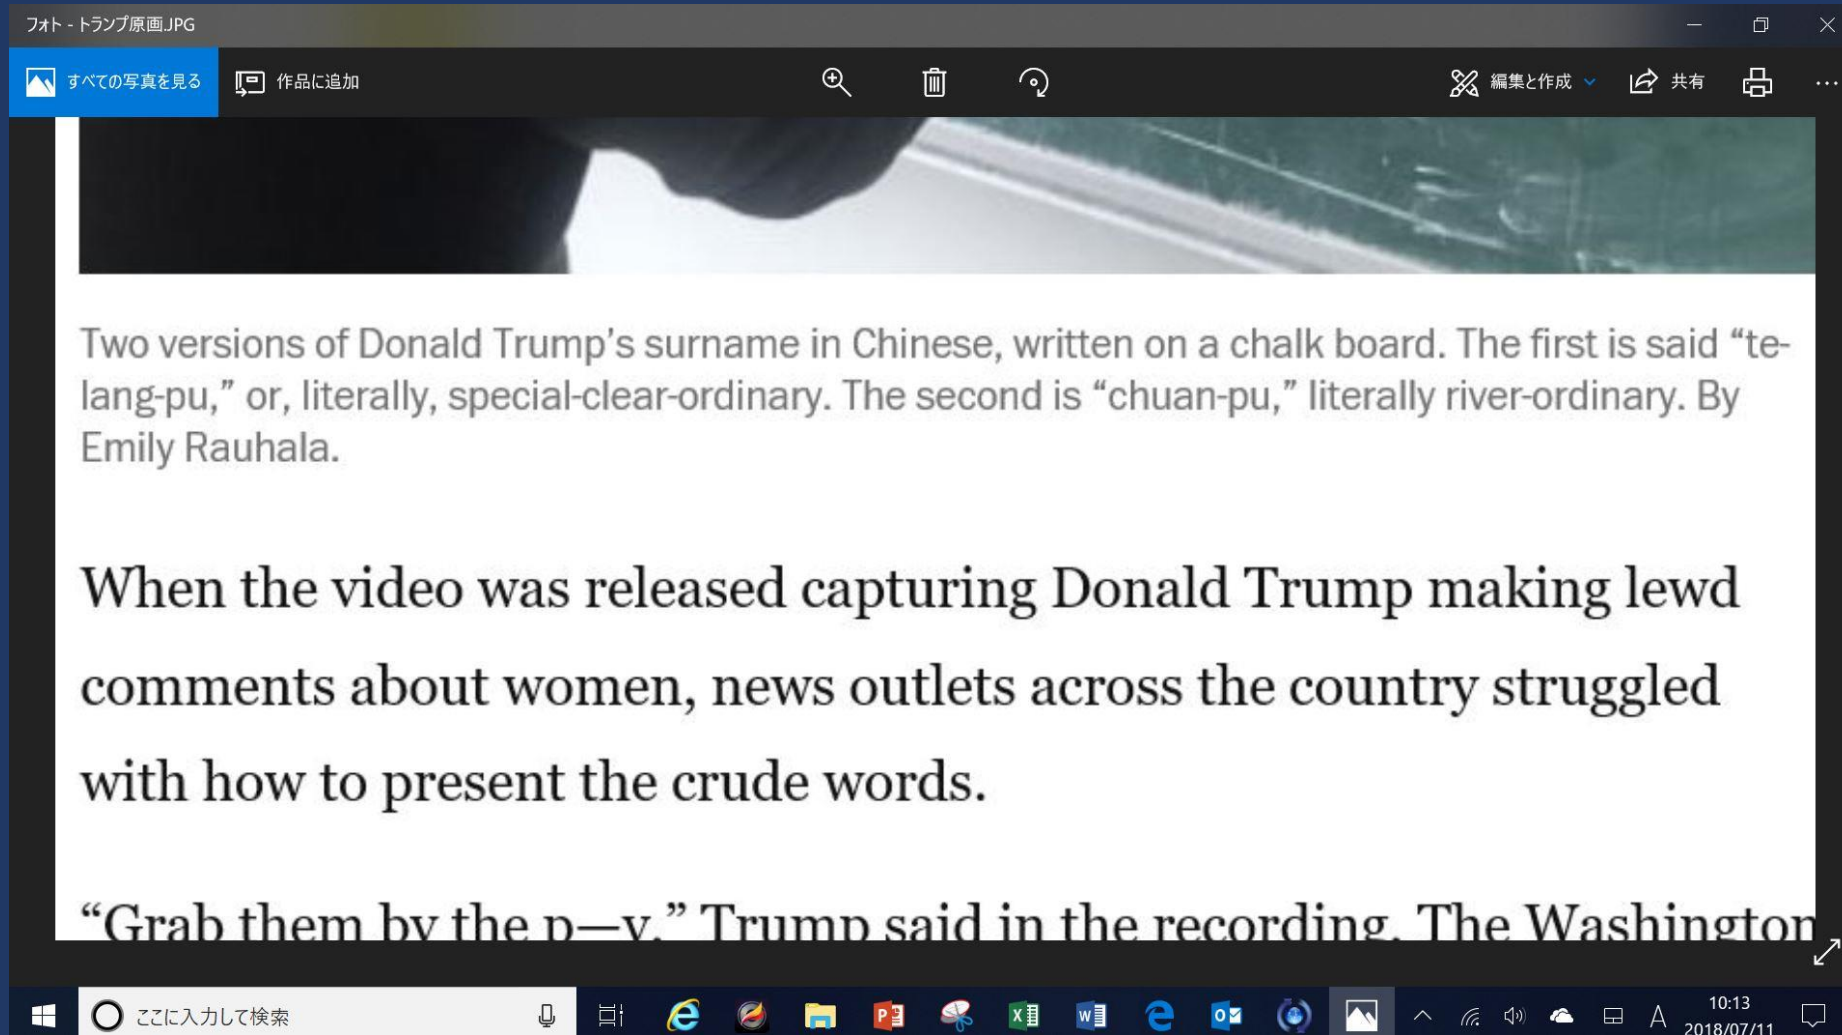 フォト - トランプ原画.JPG
すべての写真を見る
作品に追加
編集と作成
共有
Two versions of Donald Trump’s surname in Chinese, written on a chalk board. The first is said “te-
lang-pu,” or, literally, special-clear-ordinary. The second is “chuan-pu,” literally river-ordinary. By
Emily Rauhala.
When the video was released capturing Donald Trump making lewd
comments about women, news outlets across the country struggled
with how to present the crude words.
“Grab them by the p—y,” Trump said in the recording. The Washington
ここに入力して検索
A
10:13
2018/07/11